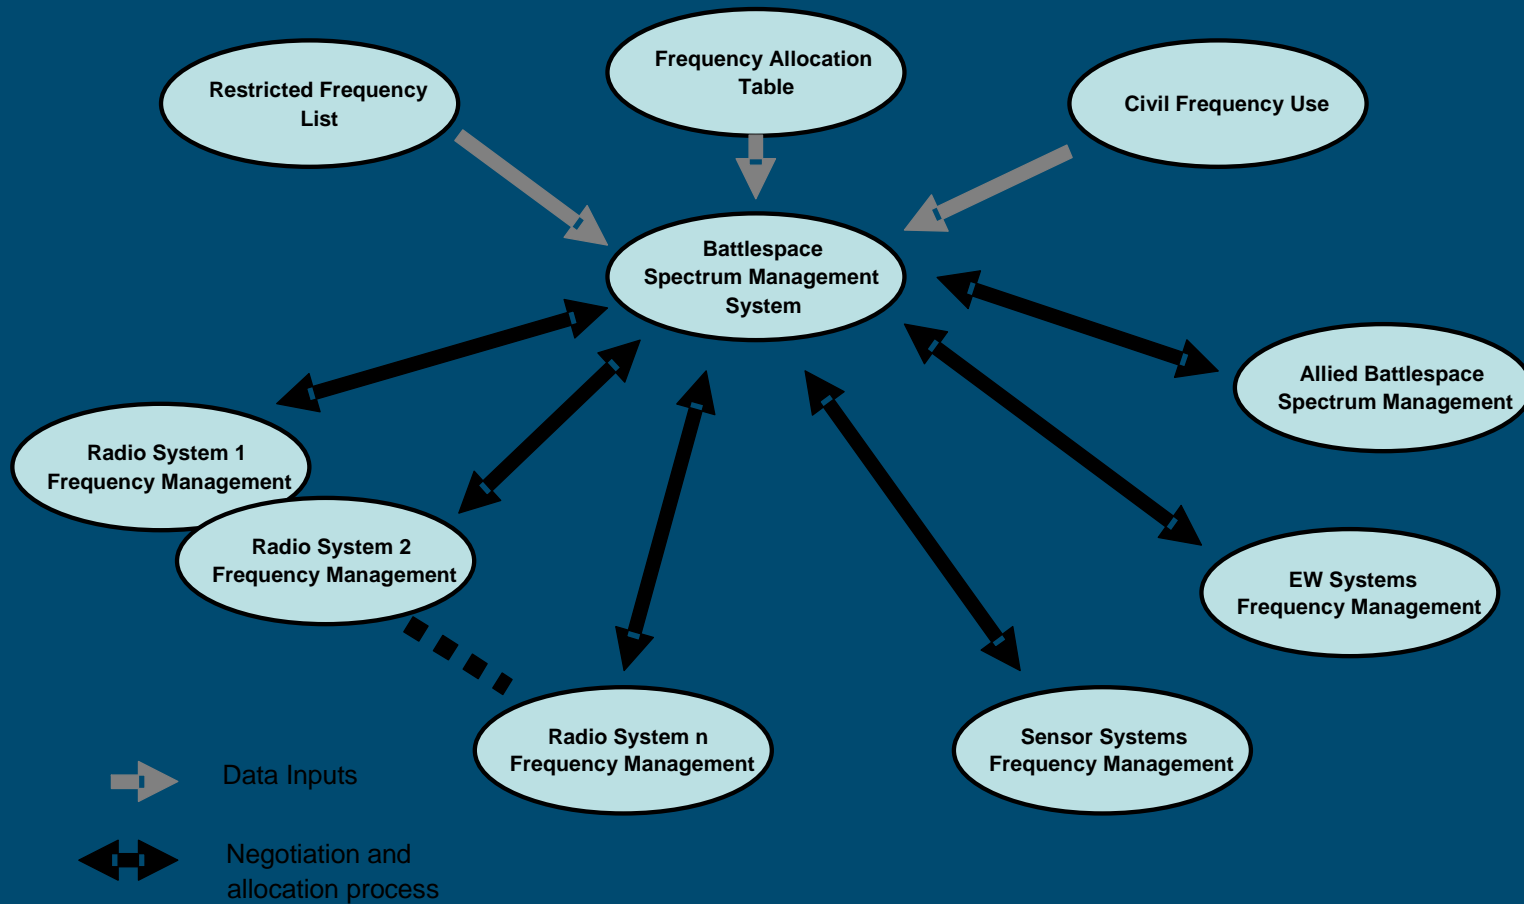 Restricted Frequency
List
Frequency Allocation
Table
Civil Frequency Use
Battlespace
Spectrum Management
System
Allied Battlespace
Spectrum Management
Radio System 1
Frequency Management
Radio System 2
Frequency Management
EW Systems
Frequency Management
Radio System n
Frequency Management
Sensor Systems
Frequency Management
Data Inputs
Negotiation and
allocation process